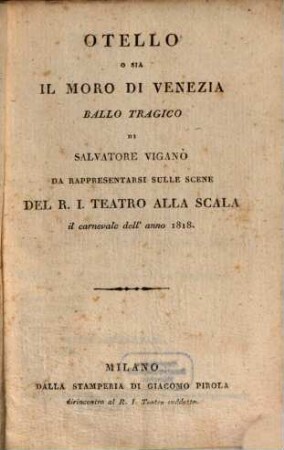 OTELLO
O SIA
IL MORO DI VENEZIA
BALLO TRAGICO
DI
SALVATORE VIGANÒ
DA RAPPRESENTARSI SULLE SCENE
DEL R. I. TEATRO ALLA SCALA
il carnevale dell' anno 1818.
MILANO
DALLA STAMPERIA DI GIACOMO PIROLA
dirincontro al R. I. Teatro suddetto.